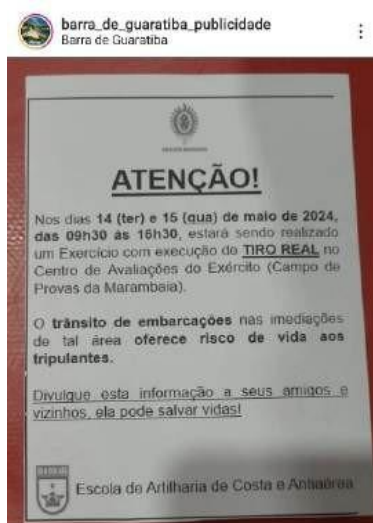 barra_de_guaratiba_publicidade
Barra de Guaratiba
ATENÇÃO!
Nos dias 14 (ter) e 15 (qua) de maio de 2024,
das 09h30 às 16h30, estará sendo realizado
um Exercício com execução de TIRO REAL no
Centro de Avaliações do Exército (Campo de
Provas da Marambaia).
O trânsito de embarcações nas imediações
de tal área oferece risco de vida aos
tripulantes.
Divulgue esta informação a seus amigos e
vizinhos, ela pode salvar vidas!
Escola de Artilharia de Costa e Antiaérea